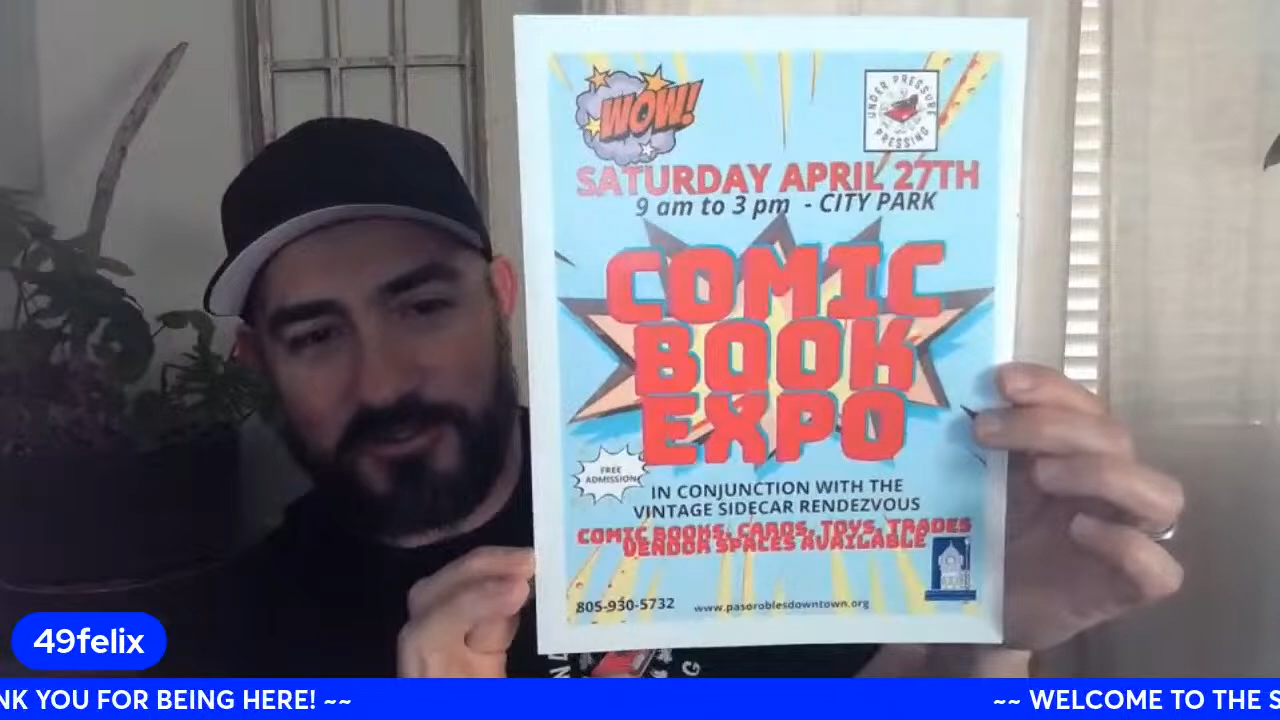 WOW!
UNDER PRESSURE
PRESSING
SATURDAY APRIL 27TH
9 am to 3 pm - CITY PARK
COMIC
BOOK
EXPO
FREE
ADMISSION
IN CONJUNCTION WITH THE
VINTAGE SIDECAR RENDEZVOUS
COMIC BOOKS, CARDS, TOYS, TRADES
VENDOR SPACES AVAILABLE
805-930-5732
www.pasoroblesdowntown.org
49felix
NK YOU FOR BEING HERE! ~~
~~ WELCOME TO THE S